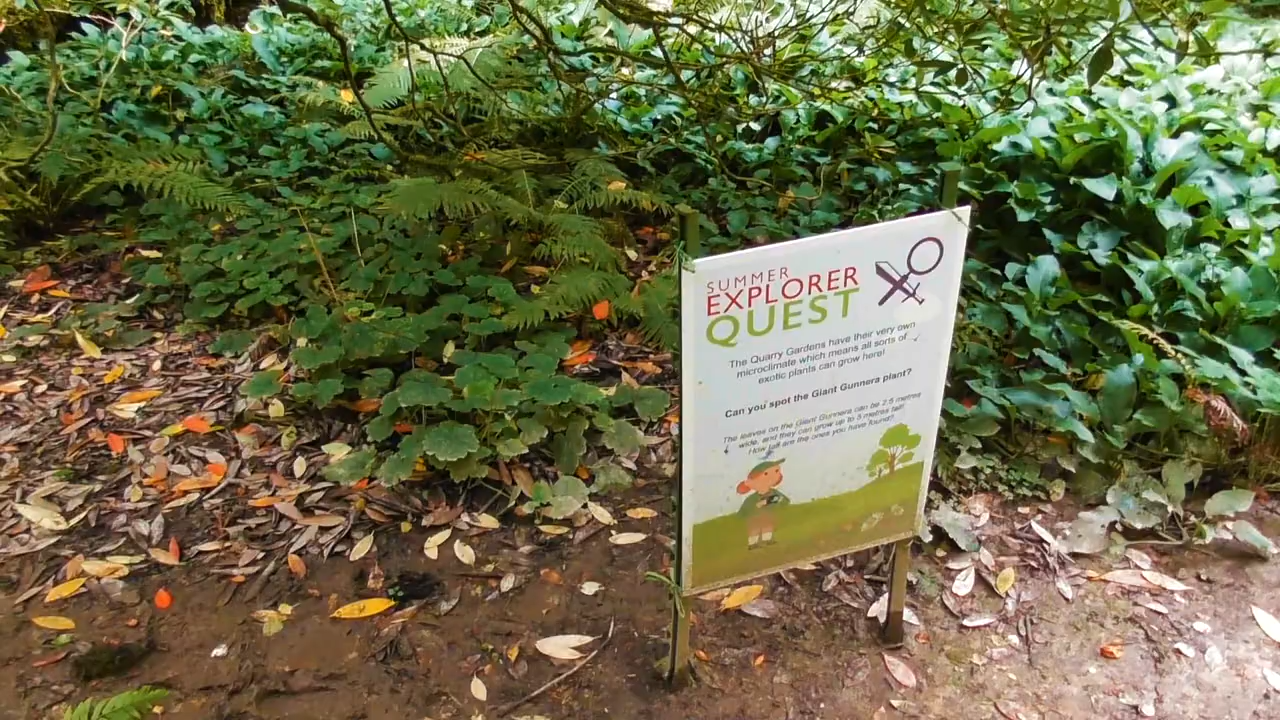 SUMMER
EXPLORER
QUEST
The Quarry Gardens have their very own
microclimate which means all sorts of
exotic plants can grow here!
Can you spot the Giant Gunnera plant?
The leaves on the Giant Gunnera can be 2.5 metres
wide, and they can grow up to 3 metres tall!
How tall are the ones you have found?